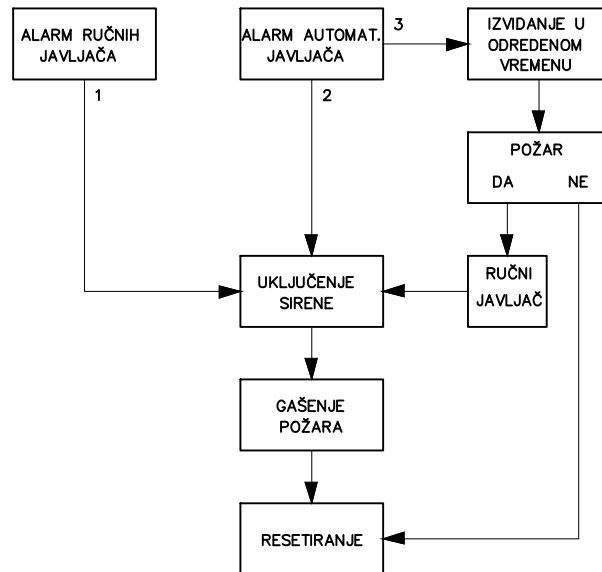 ALARM RUČNIH
JAVLJAČA
1
ALARM AUTOMAT.
JAVLJAČA
2
3
IZVIDANJE U
ODREDENOM
VREMENU
POŽAR
DA NE
RUČNI
JAVLJAČ
UKLJUČENJE
SIRENE
GAŠENJE
POŽARA
RESETIRANJE